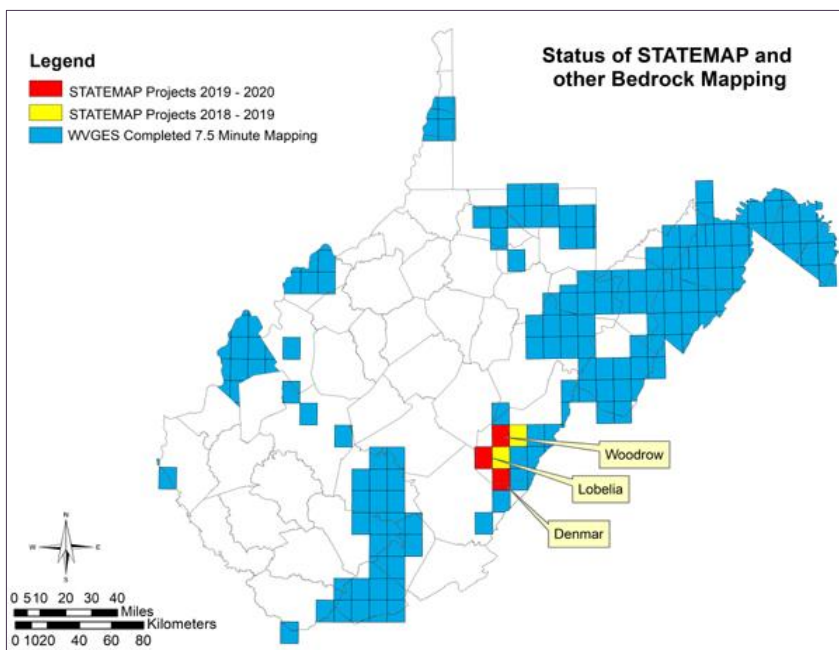 Status of STATEMAP and
other Bedrock Mapping
Legend
STATEMAP Projects 2019 - 2020
STATEMAP Projects 2018 - 2019
WVGES Completed 7.5 Minute Mapping
Woodrow
Lobelia
Denmar
N
W E
S
0 510 20 30 40
Miles
Kilometers
0 1020 40 60 80